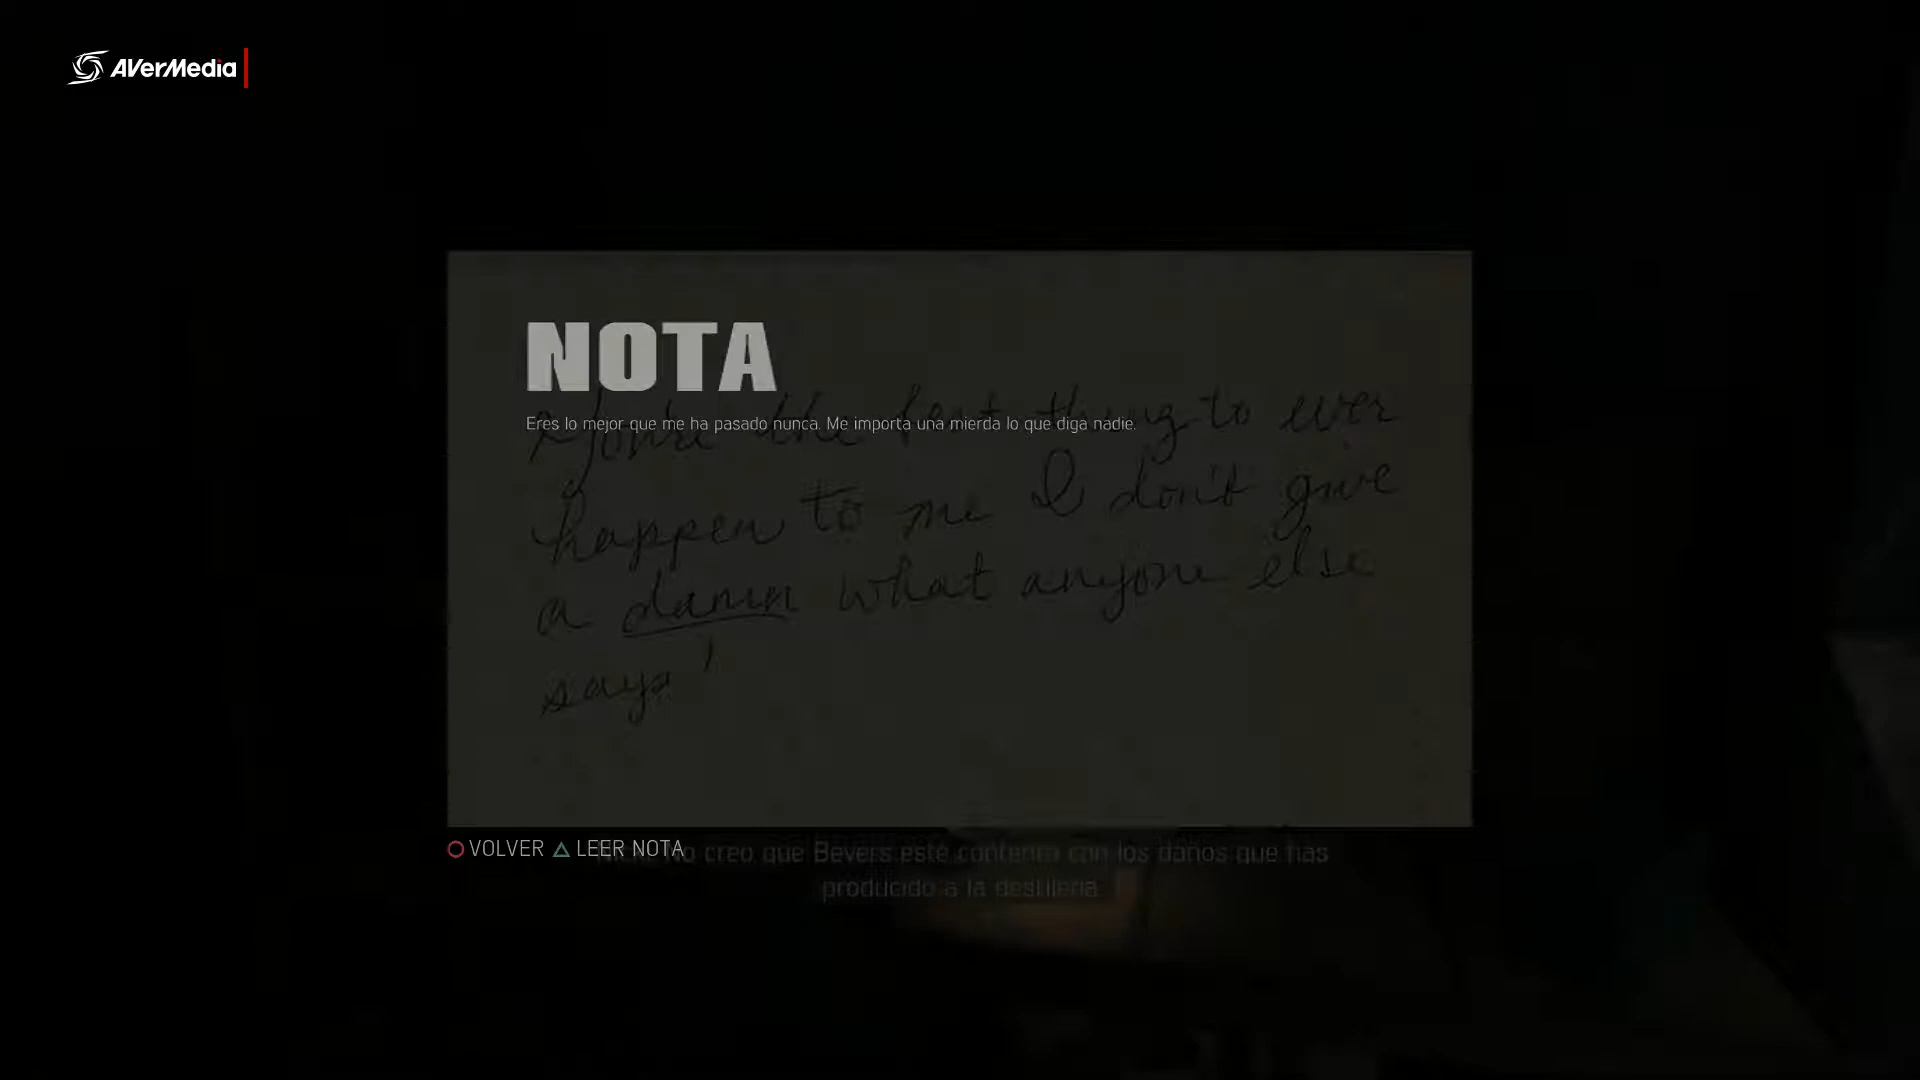 AVerMedia
NOTA
Eres lo mejor que me ha pasado nunca. Me importa una mierda lo que diga nadie.
You're the best thing to ever
happen to me I don't give
a damn what anyone else
says'
VOLVER LEER NOTA
No creo que Bevers esté contento con los daños que has
producido a la destilería.